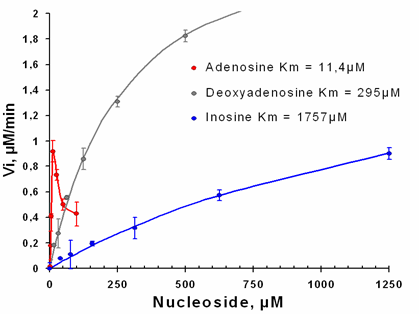 Vi, µM/min
2
1.8
1.6
1.4
1.2
1
0.8
0.6
0.4
0.2
0
Adenosine Km = 11,4µM
Deoxyadenosine Km = 295µM
Inosine Km = 1757µM
0 250 500 750 1000 1250
Nucleoside, µM